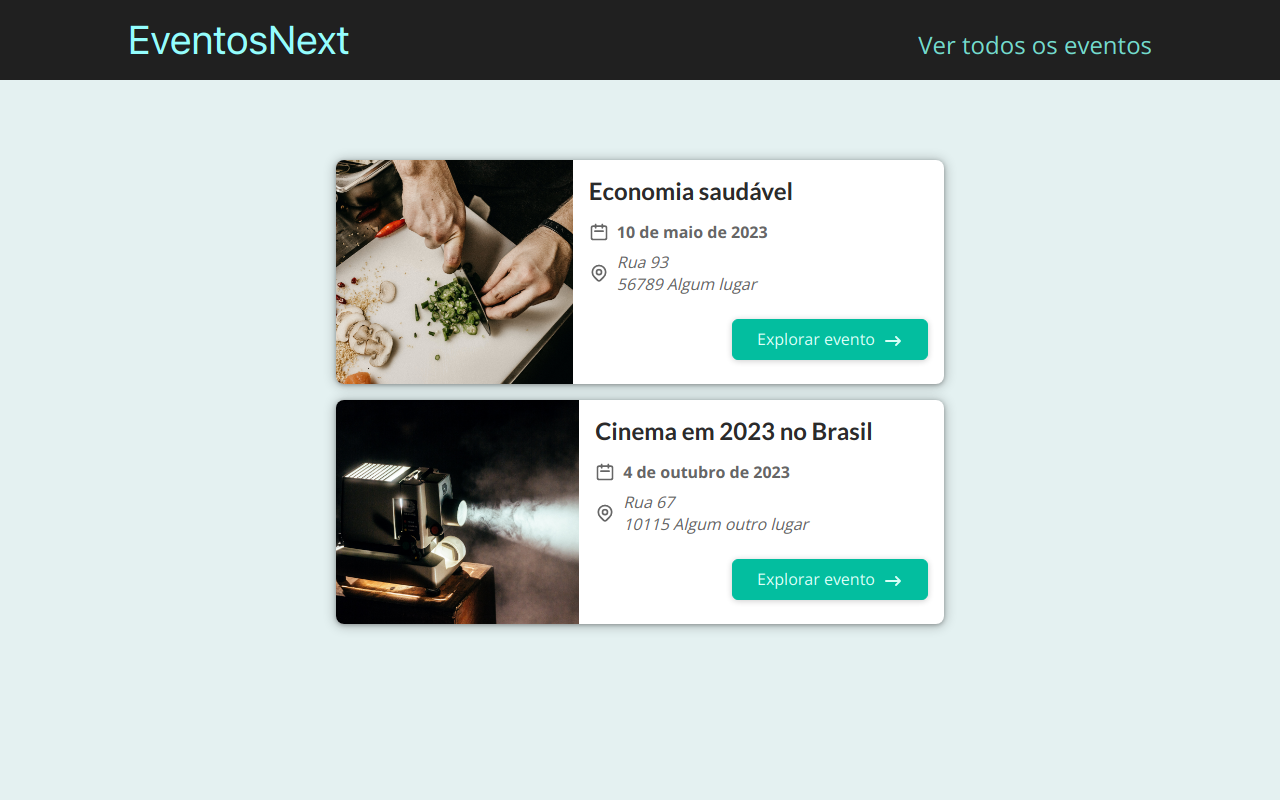 EventosNext
Ver todos os eventos
Economia saudável
10 de maio de 2023
Rua 93
56789 Algum lugar
Explorar evento
Cinema em 2023 no Brasil
4 de outubro de 2023
Rua 67
10115 Algum outro lugar
Explorar evento